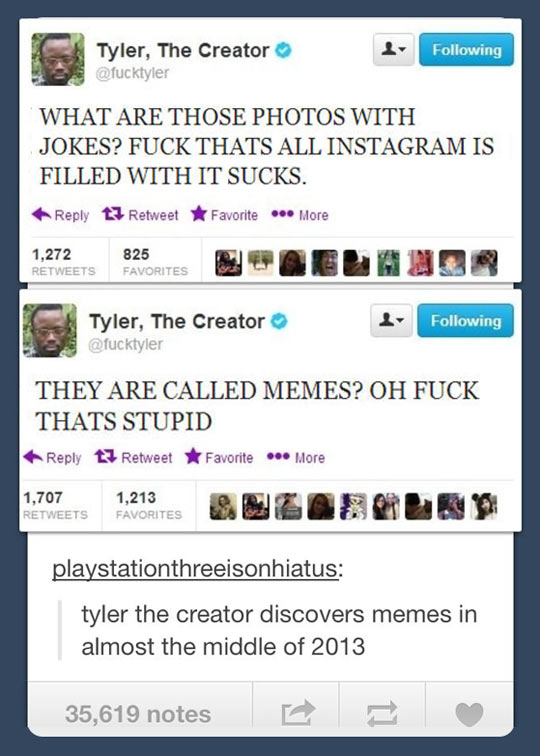 Tyler, The Creator
Following
@fucktyler
WHAT ARE THOSE PHOTOS WITH
JOKES? FUCK THATS ALL INSTAGRAM IS
FILLED WITH IT SUCKS.
Reply Retweet Favorite More
1,272 825
RETWEETS FAVORITES
Tyler, The Creator
Following
@fucktyler
THEY ARE CALLED MEMES? OH FUCK
THATS STUPID
Reply Retweet Favorite More
1,707 1,213
RETWEETS FAVORITES
playstationthreeisonhiatus:
tyler the creator discovers memes in
almost the middle of 2013
35,619 notes